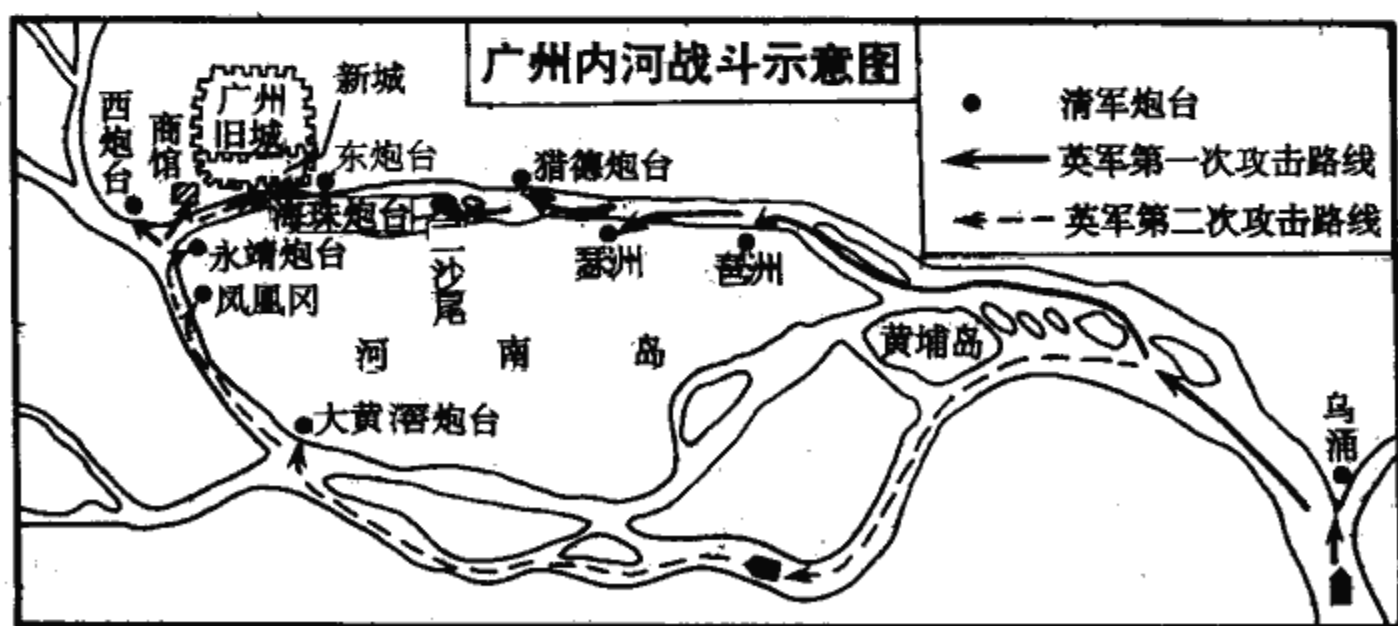 广州内河战斗示意图
清军炮台
英军第一次攻击路线
英军第二次攻击路线
新城
广州
旧城
西炮台
商馆
东炮台
猎德炮台
海珠炮台
二沙尾
琶洲
永靖炮台
凤凰冈
河南岛
黄埔岛
大黄滘炮台
乌涌